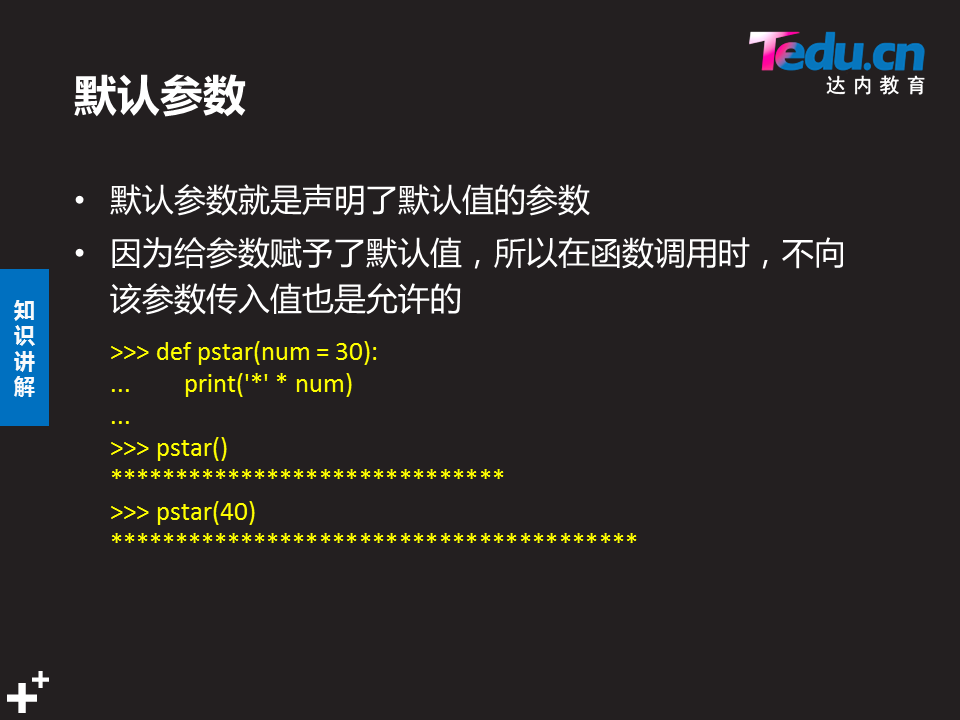 Tedu.cn
达内教育
默认参数
• 默认参数就是声明了默认值的参数
• 因为给参数赋予了默认值，所以在函数调用时，不向
该参数传入值也是允许的
知
识
讲
解
>>> def pstar(num = 30):
...        print('*' * num)
...
>>> pstar()
******************************
>>> pstar(40)
****************************************